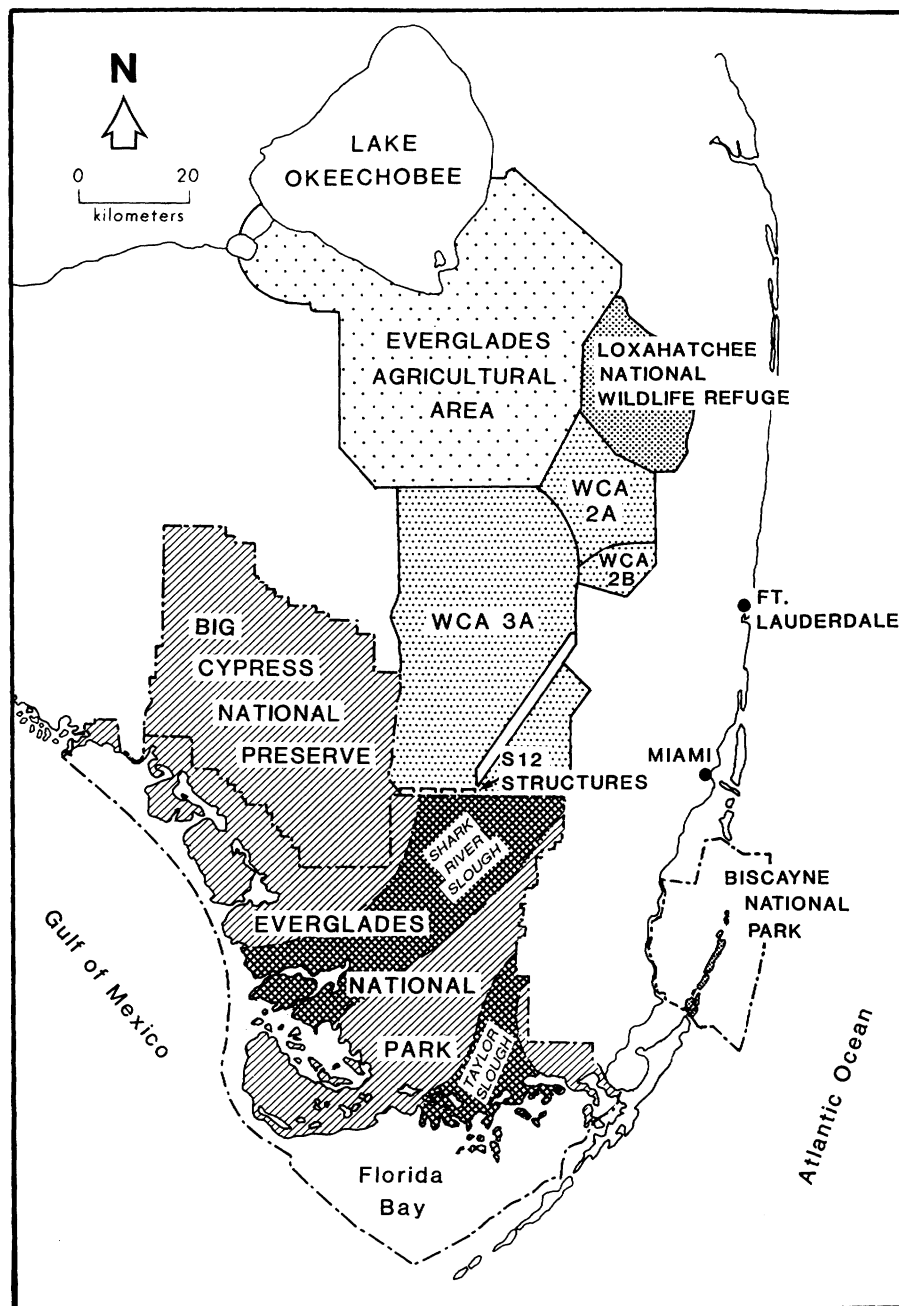 N
0 20
kilometers
LAKE
OKEECHOBEE
EVERGLADES
AGRICULTURAL
AREA
LOXAHATCHEE
NATIONAL
WILDLIFE REFUGE
WCA
2A
WCA
2B
WCA 3A
FT.
LAUDERDALE
BIG
CYPRESS
NATIONAL
PRESERVE
S12
STRUCTURES
MIAMI
SHARK
RIVER
SLOUGH
BISCAYNE
NATIONAL
PARK
EVERGLADES
NATIONAL
PARK
TAYLOR
SLOUGH
Gulf of Mexico
Atlantic Ocean
Florida
Bay